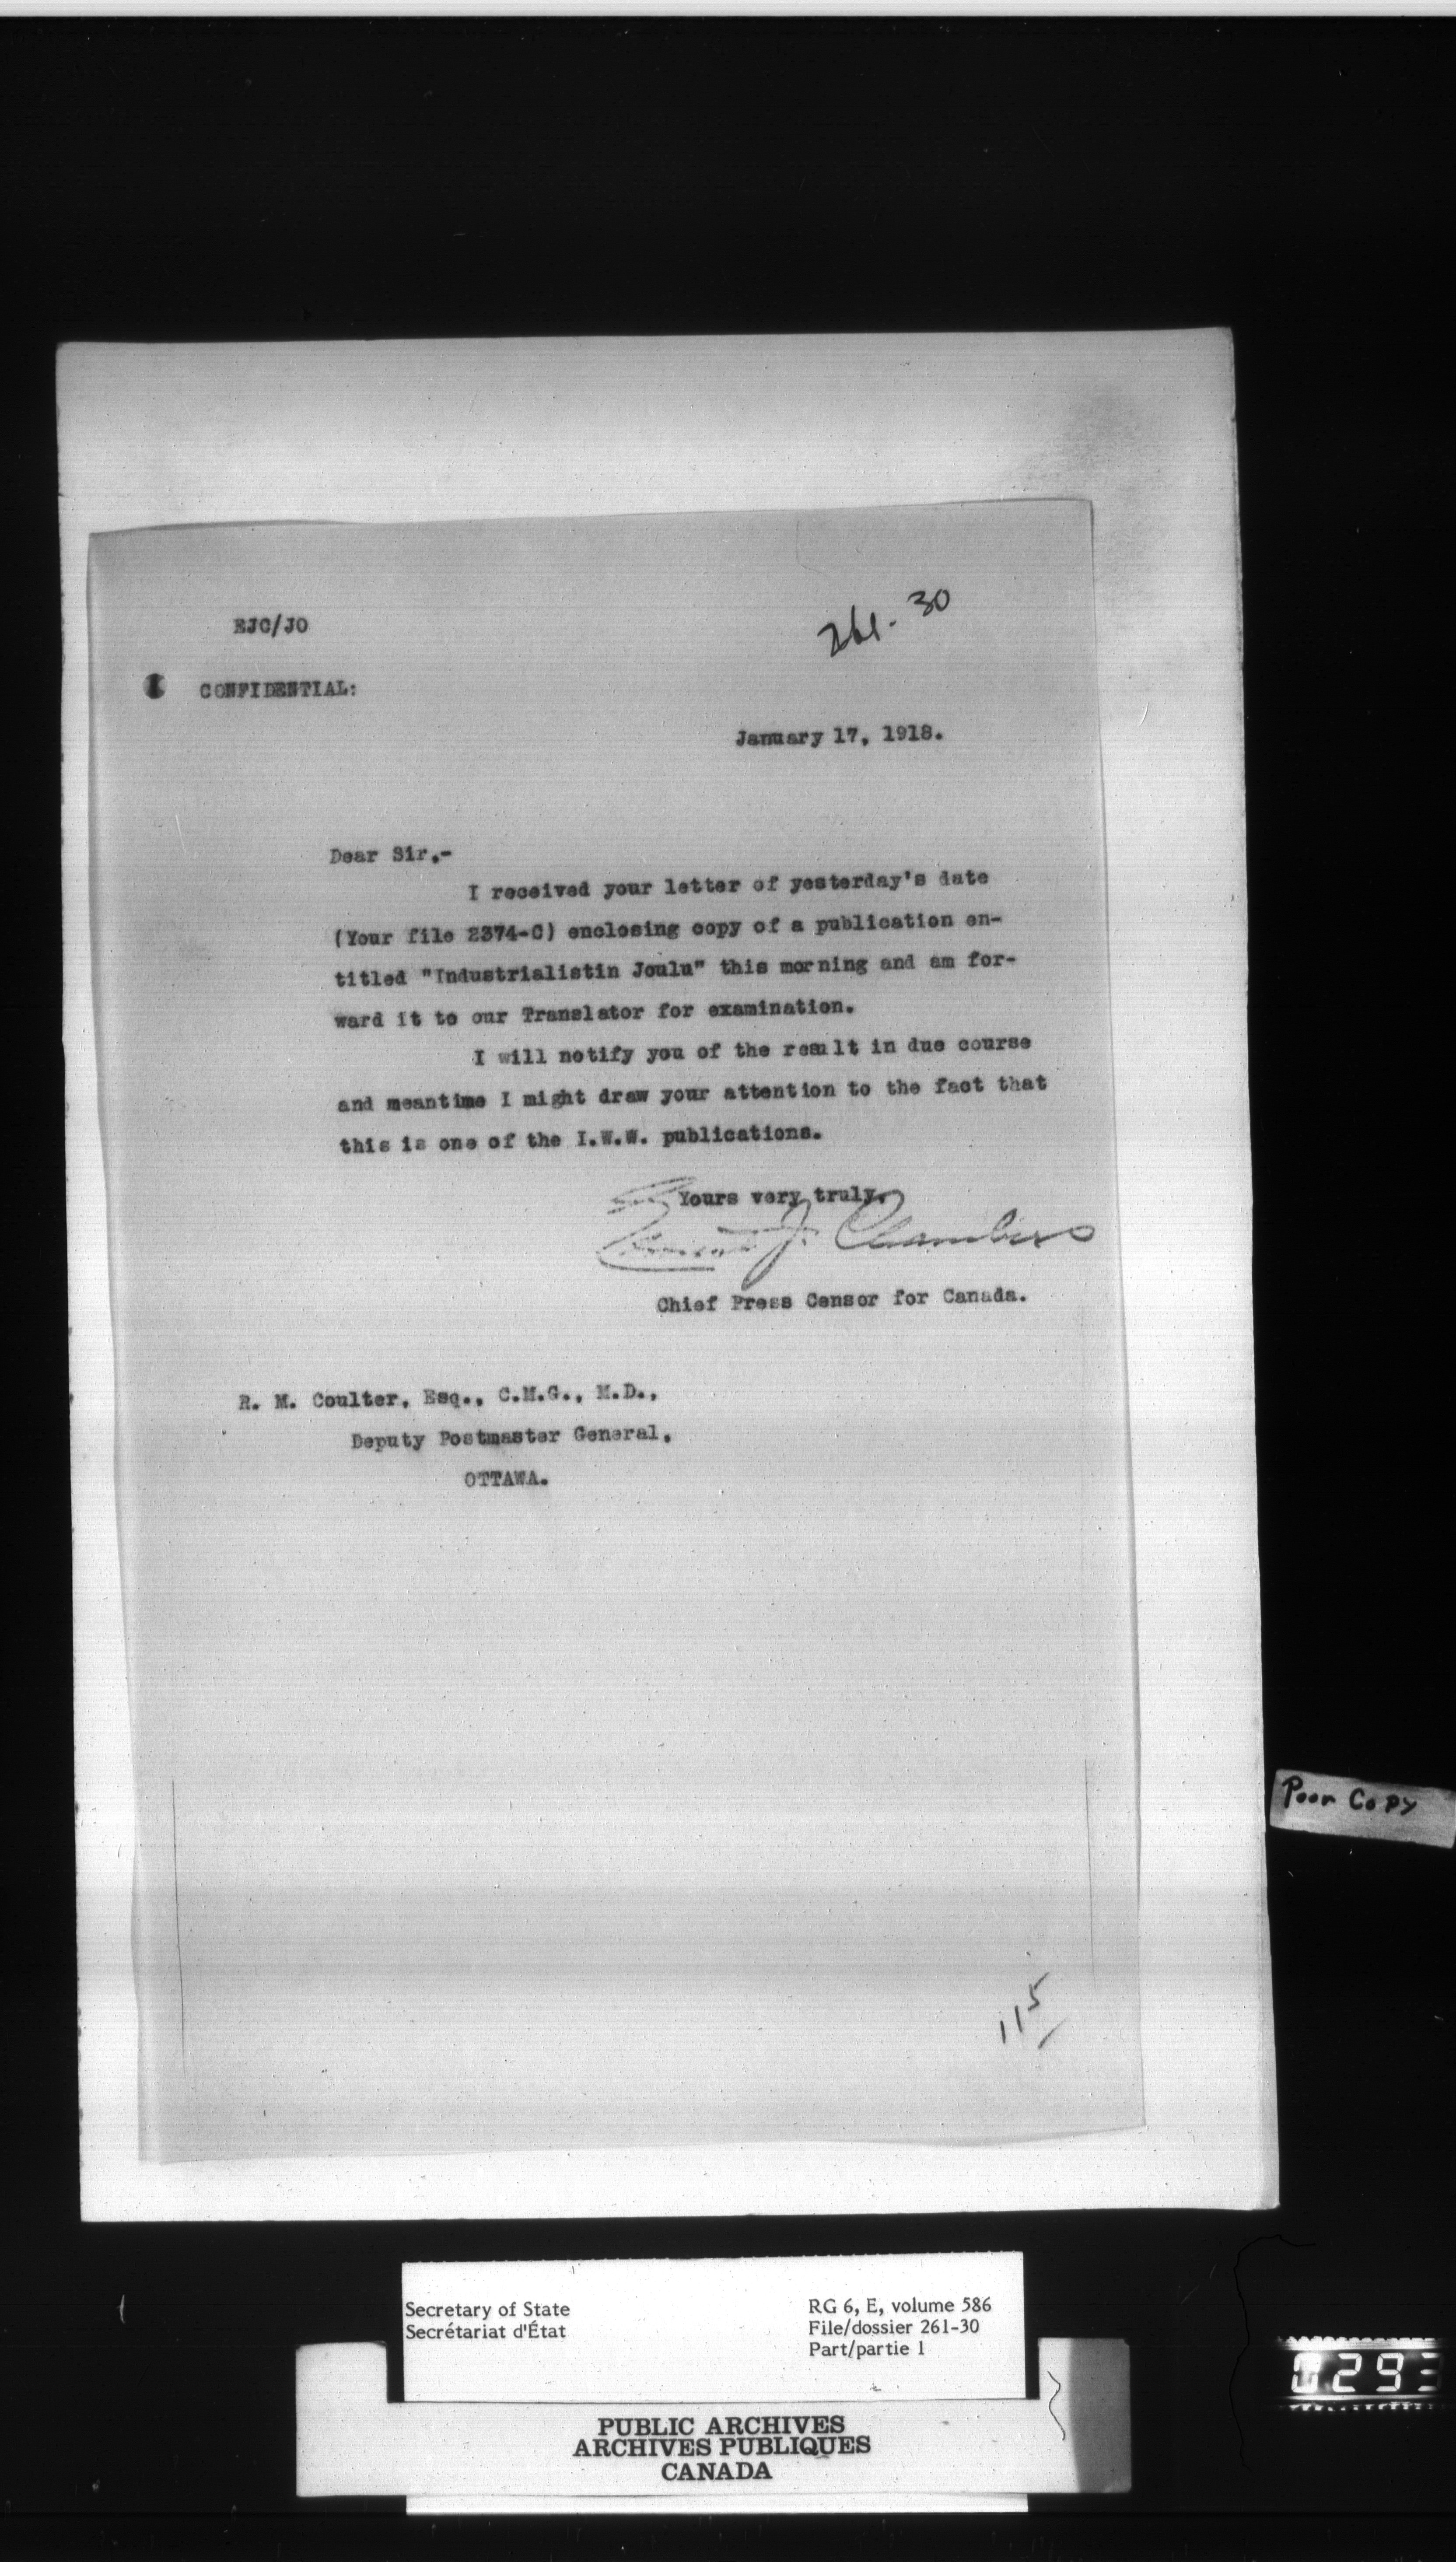 EJC/JO
261-30
CONFIDENTIAL:
January 17, 1918.
Dear Sir,-
I received your letter of yesterday's date
(Your file 2374-C) enclosing copy of a publication en-
titled "Industrialistin Joulu" this morning and am for-
ward it to our Translator for examination.
I will notify you of the result in due course
and meantime I might draw your attention to the fact that
this is one of the I.W.W. publications.
Yours very truly,
Ernest J. Chambers
Chief Press Censor for Canada.
R. M. Coulter, Esq., C.M.G., M.D.,
Deputy Postmaster General,
OTTAWA.
Poor Copy
115
Secretary of State
Secrétariat d'État
RG 6, E, volume 586
File/dossier 261-30
Part/partie 1
0293
PUBLIC ARCHIVES
ARCHIVES PUBLIQUES
CANADA